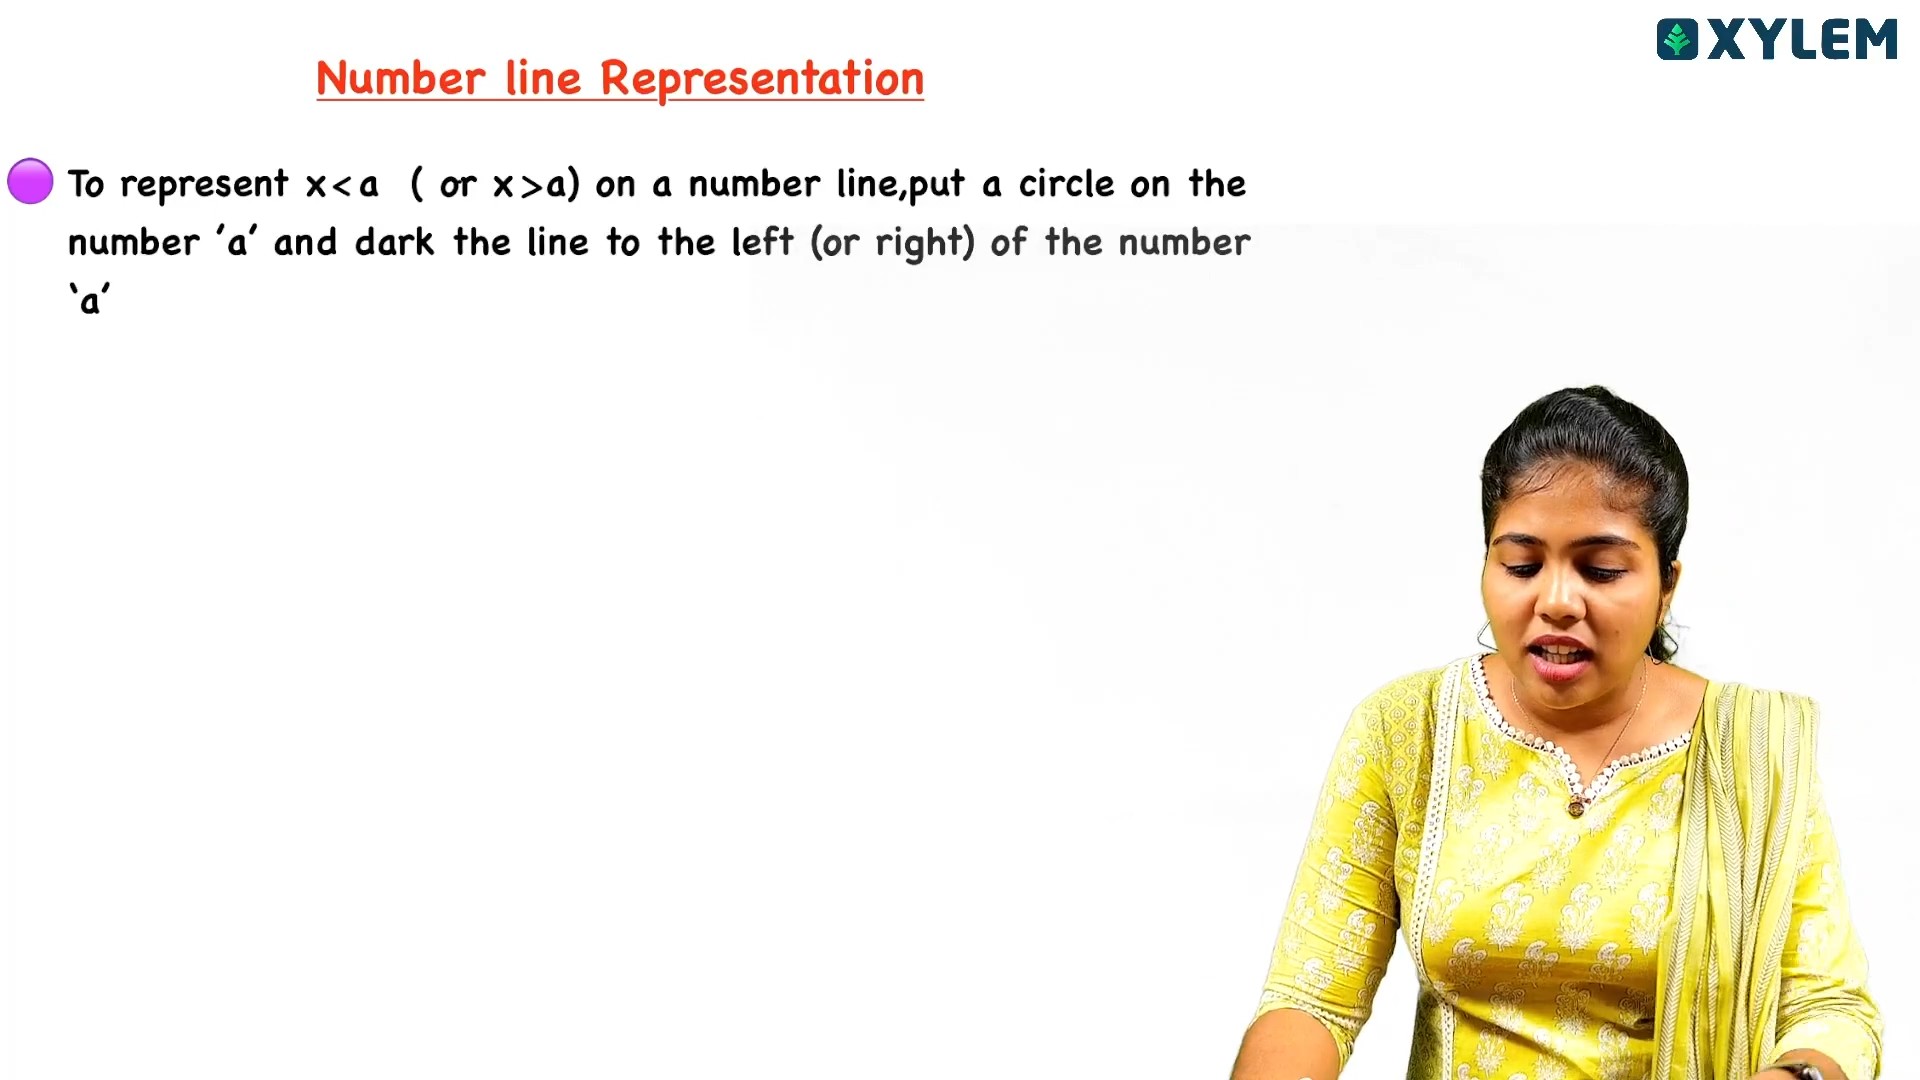 XYLEM
Number line Representation
To represent x<a ( or x>a) on a number line,put a circle on the
number 'a' and dark the line to the left (or right) of the number
'a'